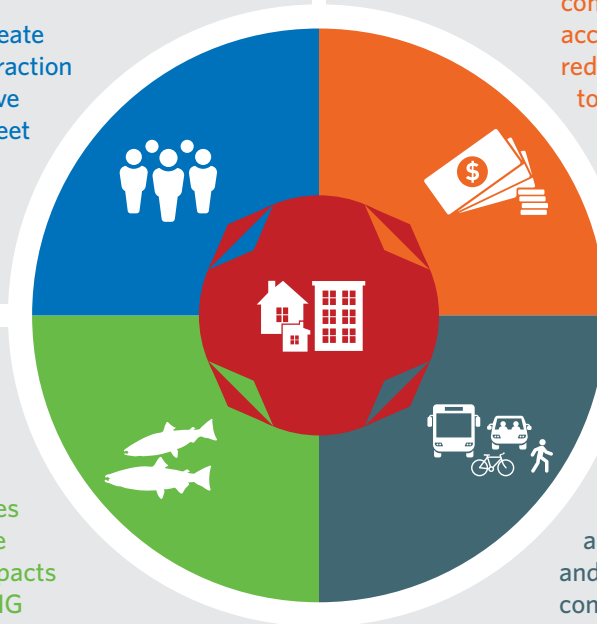 eate
raction
ve
eet
con
acc
red
to
$
es
e
pacts
IG
a
and
con